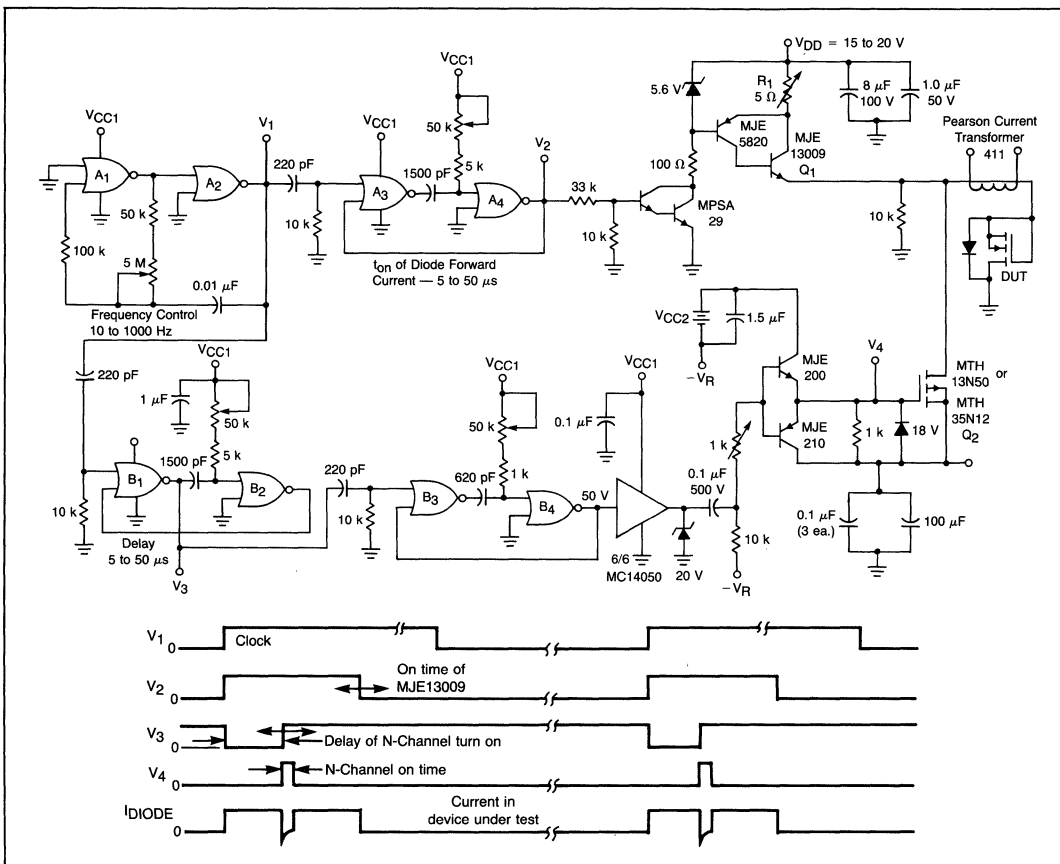 VCC1
V1
220 pF
A1
A2
50 k
10 k
100 k
5 M
0.01 µF
Frequency Control
10 to 1000 Hz
VCC1
VCC1
50 k
5 k
1500 pF
A3
A4
V2
33 k
10 k
ton of Diode Forward
Current — 5 to 50 µs
VDD = 15 to 20 V
5.6 V
R1
5 Ω
8 µF
100 V
1.0 µF
50 V
100 Ω
MJE
5820
MJE
13009
Q1
MPSA
29
Pearson Current
Transformer
411
10 k
DUT
220 pF
VCC1
1 µF
50 k
5 k
1500 pF
B1
B2
10 k
Delay
5 to 50 µs
V3
220 pF
10 k
VCC1
50 k
1 k
620 pF
B3
B4
50 V
VCC1
0.1 µF
6/6
MC14050
20 V
0.1 µF
500 V
1 k
10 k
−VR
VCC2
1.5 µF
−VR
MJE
200
MJE
210
V4
1 k
18 V
MTH
13N50 or
MTH
35N12
Q2
0.1 µF
(3 ea.)
100 µF
V1 0 Clock
V2 0 On time of
MJE13009
V3 0 Delay of N-Channel turn on
V4 0 N-Channel on time
IDIODE 0 Current in
device under test